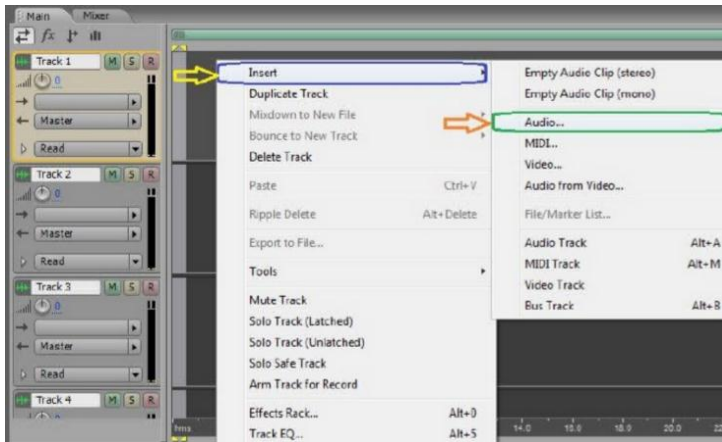 Main Mixer
fx
Track 1 M S R
0
Master
Read
Track 2 M S R
0
Master
Read
Track 3 M S R
0
Master
Read
Track 4 M S R
Insert
Duplicate Track
Mixdown to New File
Bounce to New Track
Delete Track
Paste Ctrl+V
Ripple Delete Alt+Delete
Export to File...
Tools
Mute Track
Solo Track (Latched)
Solo Track (Unlatched)
Solo Safe Track
Arm Track for Record
Effects Rack... Alt+0
Track EQ... Alt+5
Empty Audio Clip (stereo)
Empty Audio Clip (mono)
Audio...
MIDI...
Video...
Audio from Video...
File/Marker List...
Audio Track Alt+A
MIDI Track Alt+M
Video Track
Bus Track Alt+B
hms 14.0 16.0 18.0 20.0